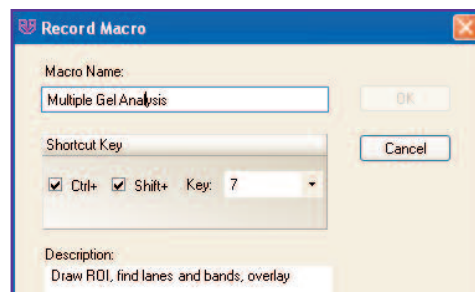 Record Macro
Macro Name:
Multiple Gel Analysis
OK
Shortcut Key
Cancel
Ctrl+ Shift+ Key: 7
Description:
Draw ROI, find lanes and bands, overlay